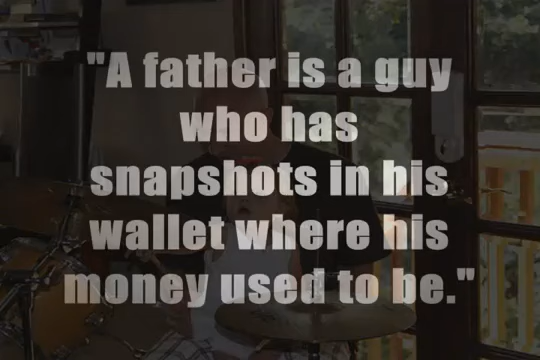 "A father is a guy
who has
snapshots in his
wallet where his
money used to be."